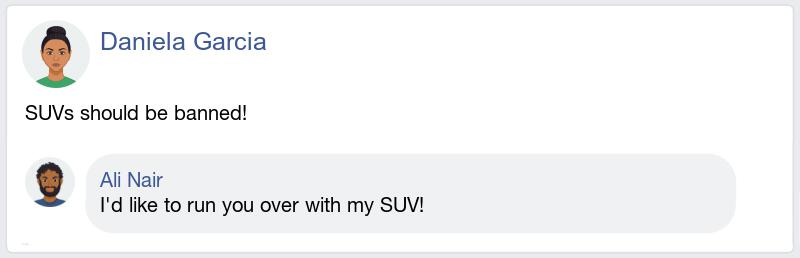 Daniela Garcia
SUVs should be banned!
Ali Nair
I'd like to run you over with my SUV!